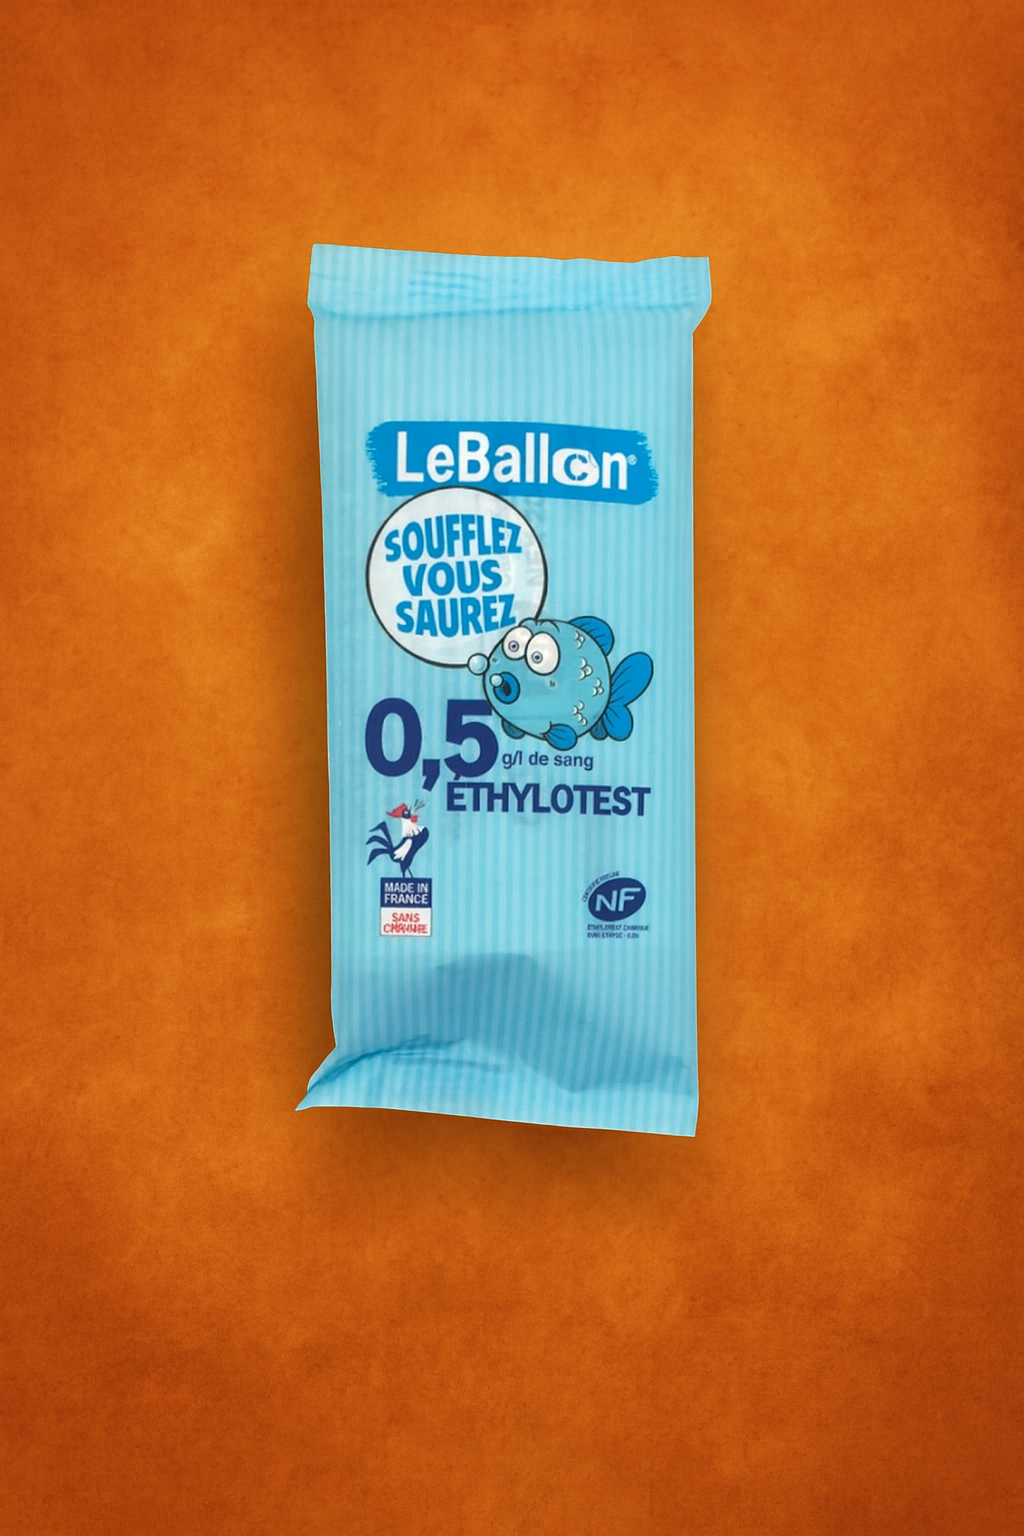 LeBallon®
SOUFFLEZ
VOUS
SAUREZ
0,5
g/l de sang
ÉTHYLOTEST
MADE IN
FRANCE
SANS
NF